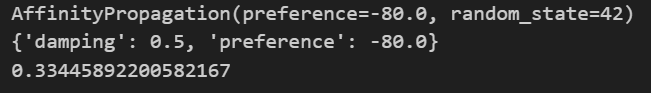 AffinityPropagation(preference=-80.0, random_state=42)
{'damping': 0.5, 'preference': -80.0}
0.33445892200582167